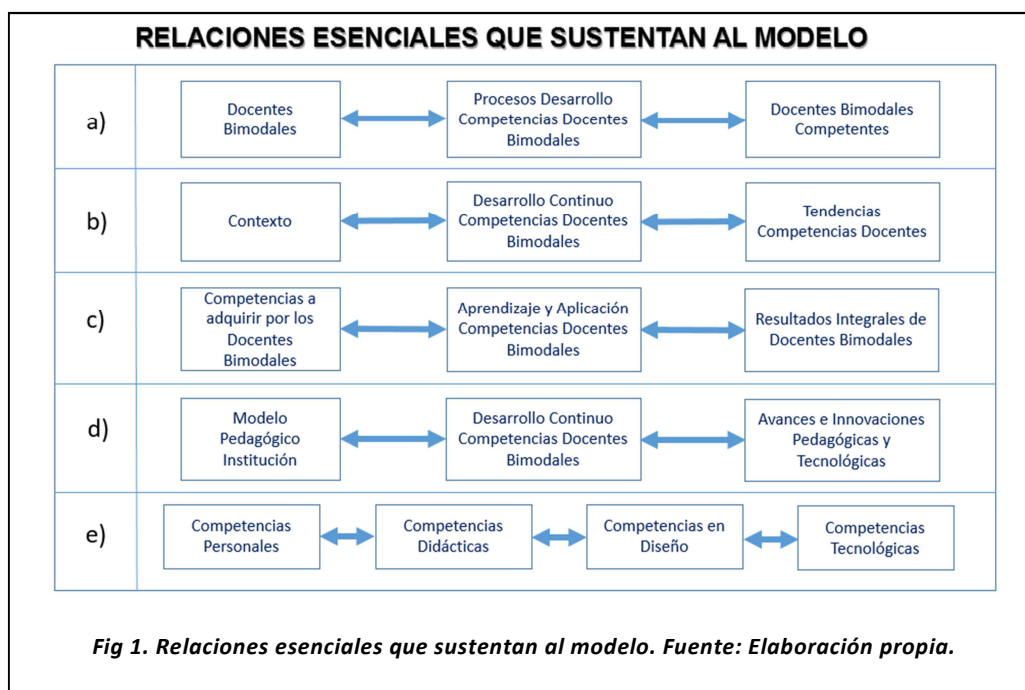 RELACIONES ESENCIALES QUE SUSTENTAN AL MODELO
a)
Docentes
Bimodales
Procesos Desarrollo
Competencias Docentes
Bimodales
Docentes Bimodales
Competentes
b)
Contexto
Desarrollo Continuo
Competencias Docentes
Bimodales
Tendencias
Competencias Docentes
c)
Competencias a
adquirir por los
Docentes
Bimodales
Aprendizaje y Aplicación
Competencias Docentes
Bimodales
Resultados Integrales de
Docentes Bimodales
d)
Modelo
Pedagógico
Institución
Desarrollo Continuo
Competencias Docentes
Bimodales
Avances e Innovaciones
Pedagógicas y
Tecnológicas
e)
Competencias
Personales
Competencias
Didácticas
Competencias en
Diseño
Competencias
Tecnológicas
Fig 1. Relaciones esenciales que sustentan al modelo. Fuente: Elaboración propia.